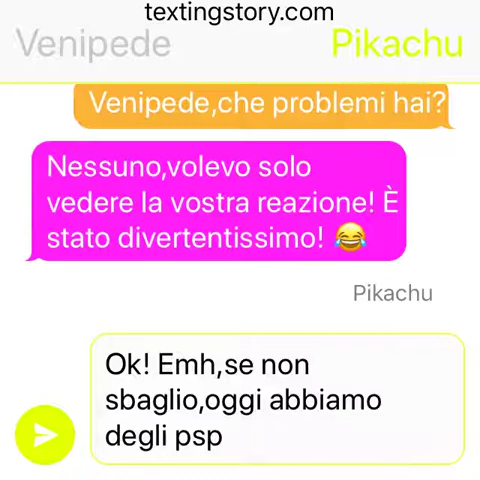 textingstory.com
Venipede
Pikachu
Venipede,che problemi hai?
Nessuno,volevo solo
vedere la vostra reazione! È
stato divertentissimo! 😂
Pikachu
Ok! Emh,se non
sbaglio,oggi abbiamo
degli psp